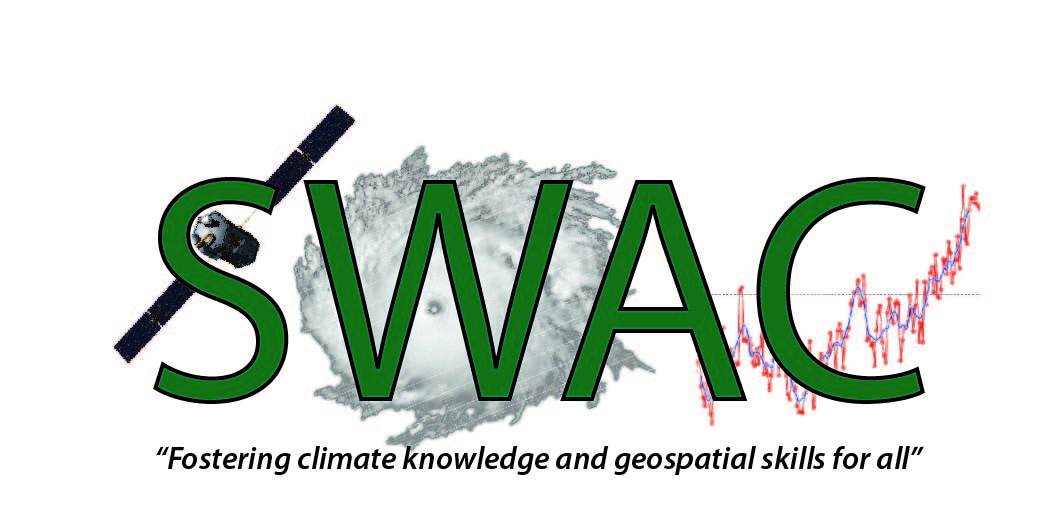 SWAC
“Fostering climate knowledge and geospatial skills for all”